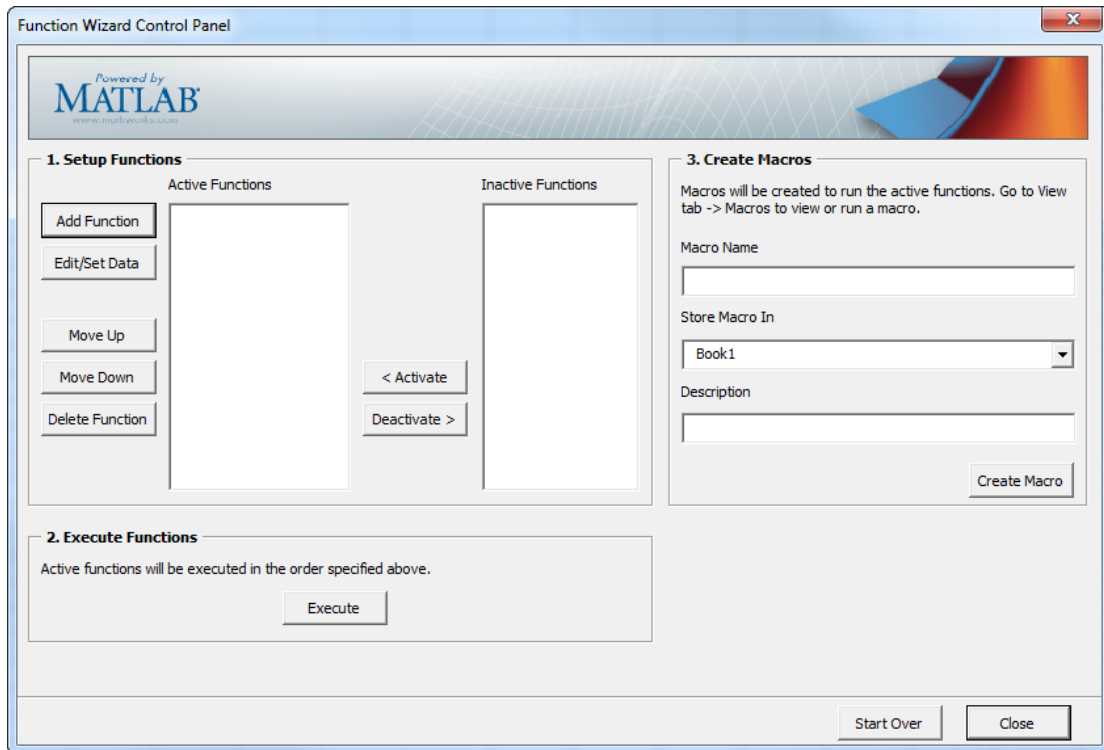 Function Wizard Control Panel
Powered by
MATLAB
www.mathworks.com
1. Setup Functions
Active Functions
Inactive Functions
Add Function
Edit/Set Data
Move Up
Move Down
Delete Function
< Activate
Deactivate >
3. Create Macros
Macros will be created to run the active functions. Go to View
tab -> Macros to view or run a macro.
Macro Name
Store Macro In
Book1
Description
Create Macro
2. Execute Functions
Active functions will be executed in the order specified above.
Execute
Start Over
Close